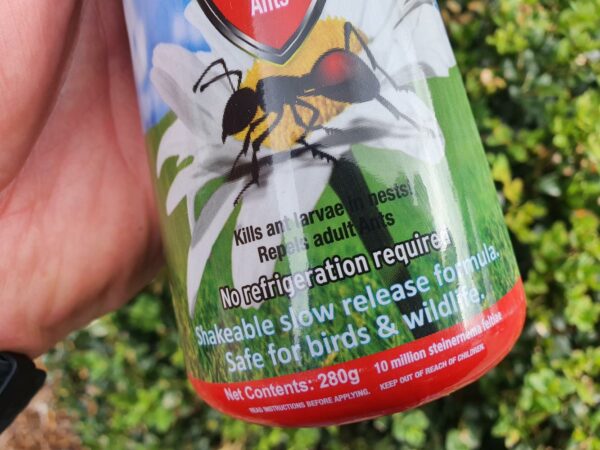 Ants
Kills ant larvae in nests!
Repels adult Ants
No refrigeration required
Shakeable slow release formula.
Safe for birds & wildlife.
Net Contents: 280g 10 million steinernema feltiae
READ INSTRUCTIONS BEFORE APPLYING. KEEP OUT OF REACH OF CHILDREN.